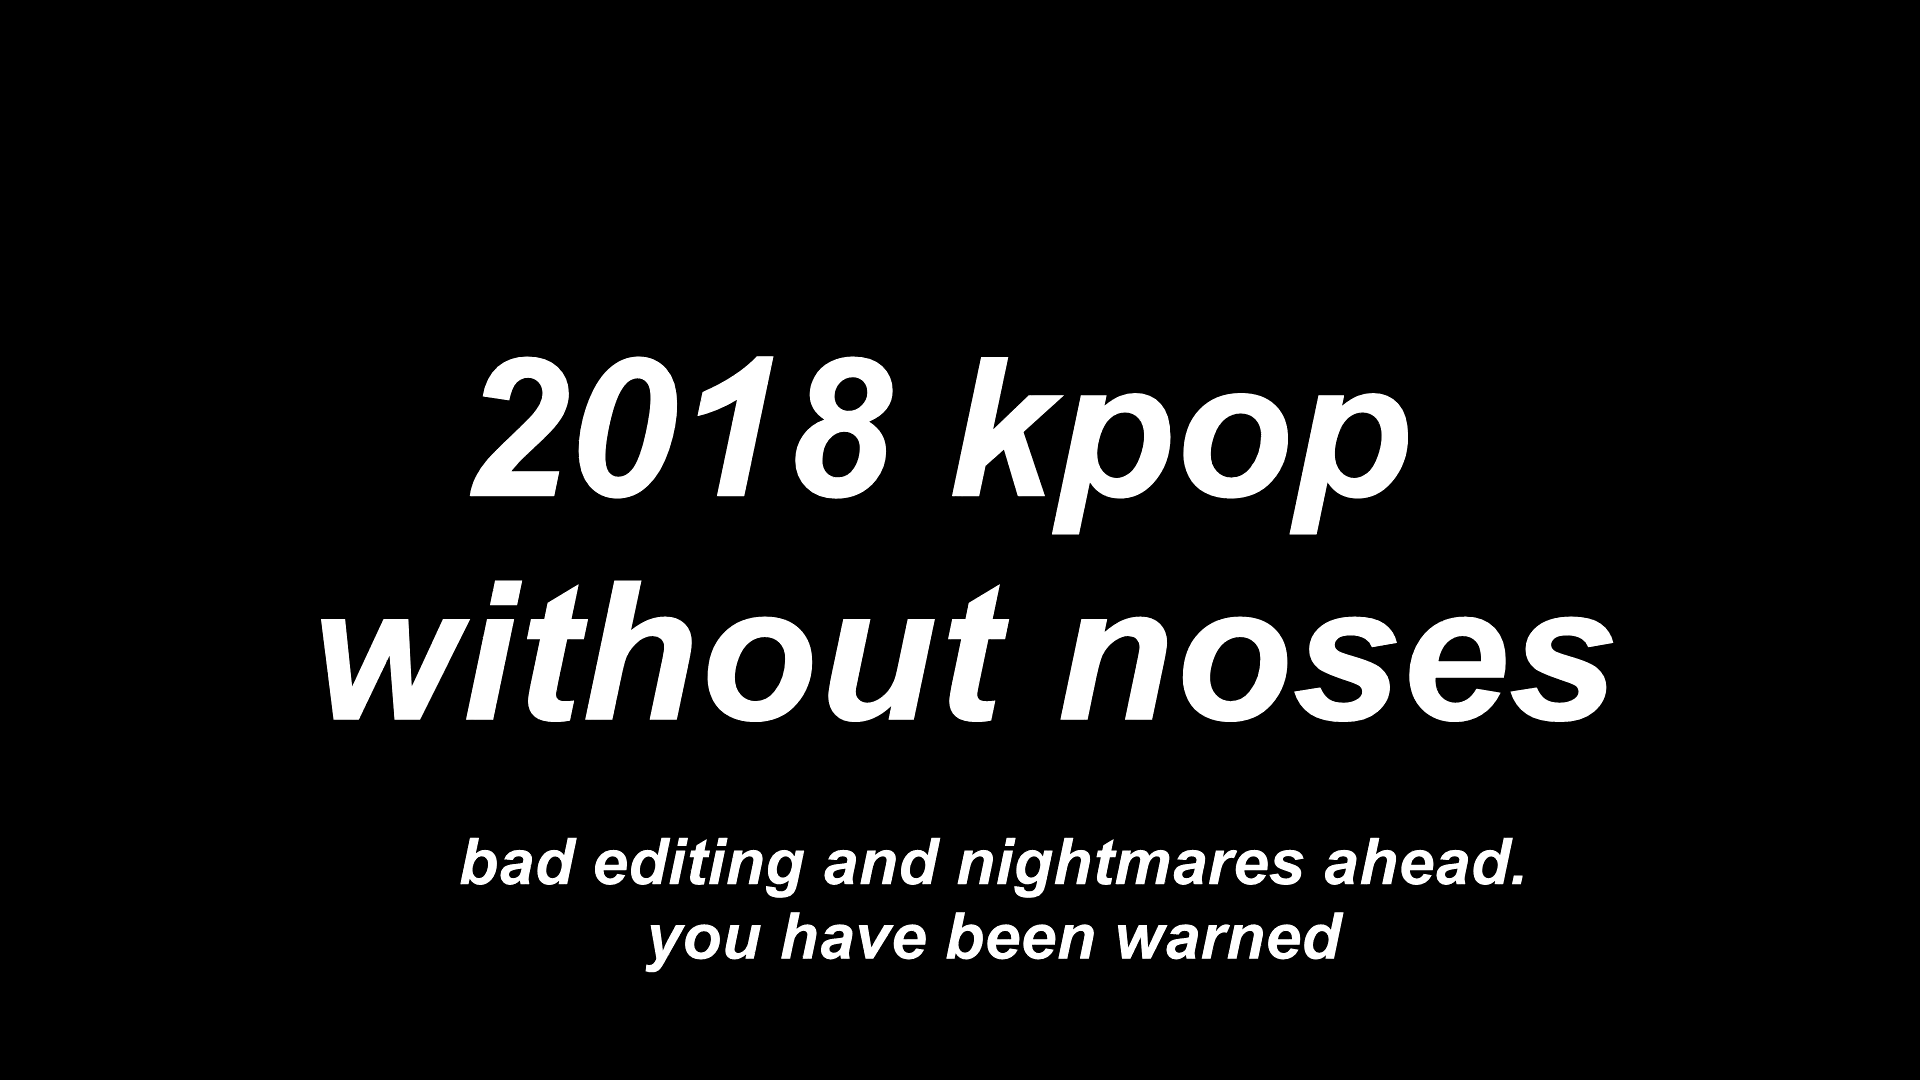 2018 kpop
without noses
bad editing and nightmares ahead.
you have been warned